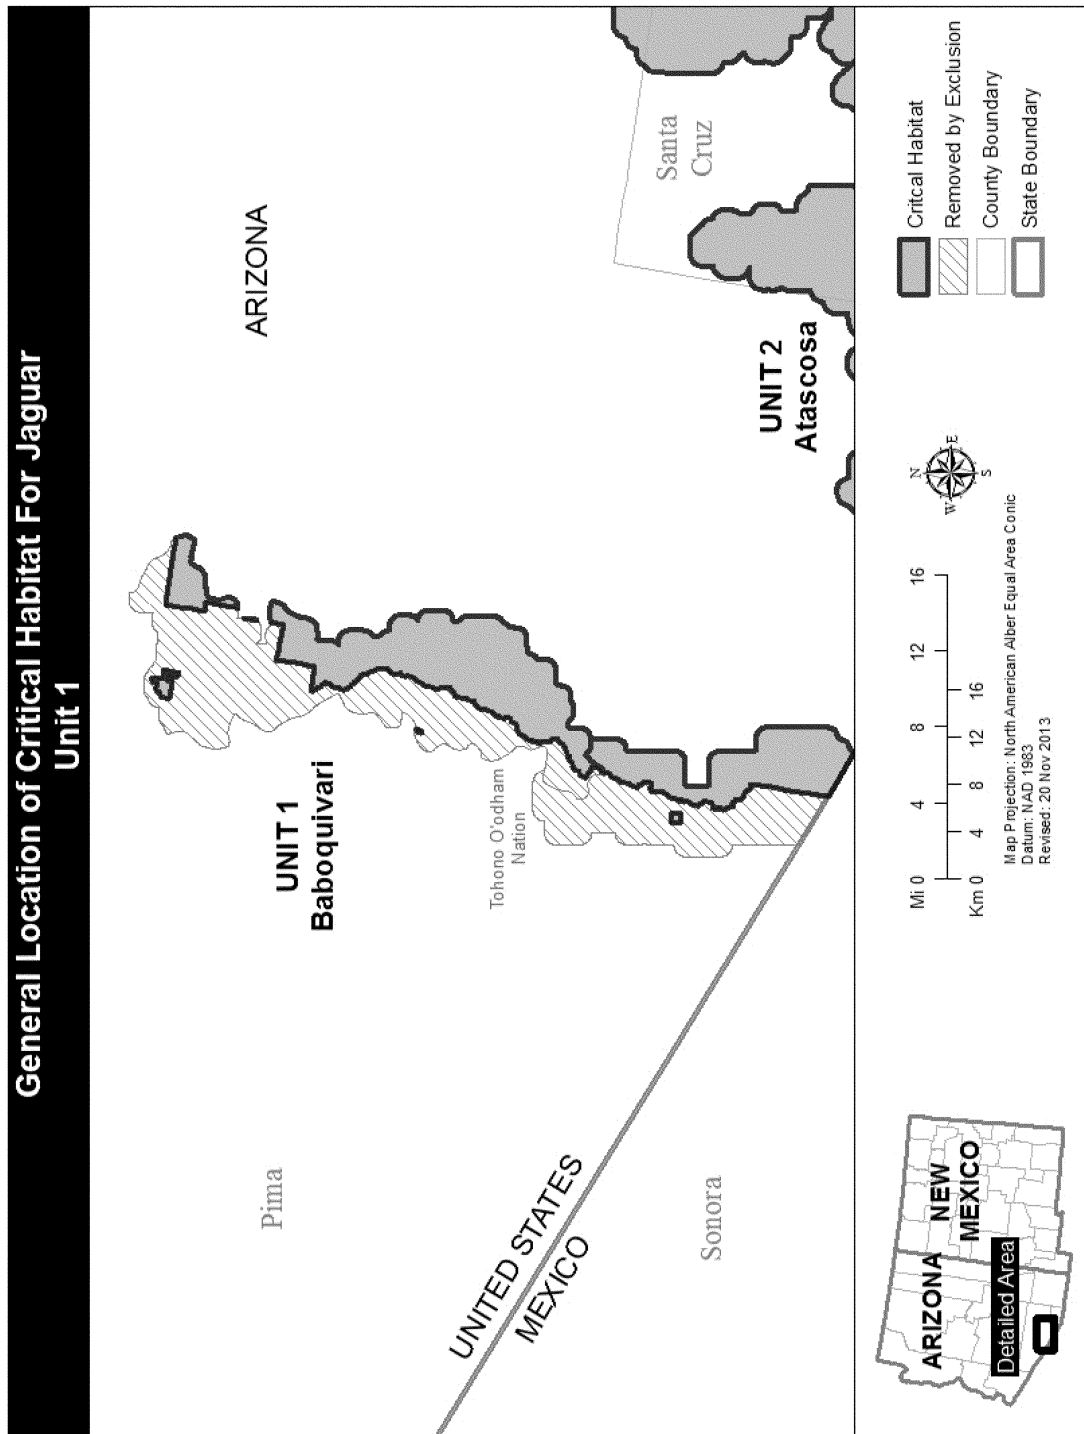 General Location of Critical Habitat For Jaguar
Unit 1
Pima
UNIT 1
Baboquivari
ARIZONA
Tohono O'odham
Nation
UNITED STATES
MEXICO
Sonora
Santa
Cruz
UNIT 2
Atascosa
ARIZONA
NEW
MEXICO
Detailed Area
Mi 0 4 8 12 16
Km 0 4 8 12 16
Map Projection: North American Alber Equal Area Conic
Datum: NAD 1983
Revised: 20 Nov 2013
N
W E
S
Critcal Habitat
Removed by Exclusion
County Boundary
State Boundary